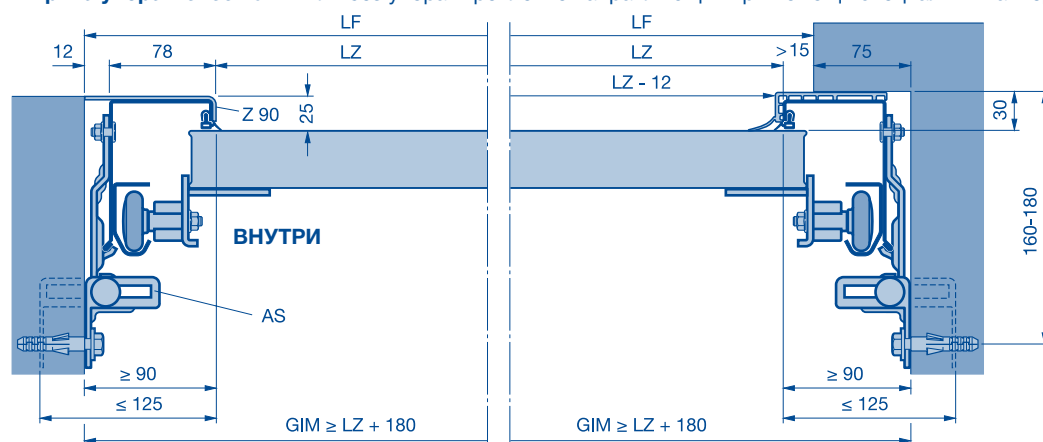 LF LF
12 78 LZ LZ >15 75
LZ - 12
Z 90 25 30
160-180
ВНУТРИ
AS
≥ 90 ≥ 90
≤ 125 ≤ 125
GIM ≥ LZ + 180 GIM ≥ LZ + 180